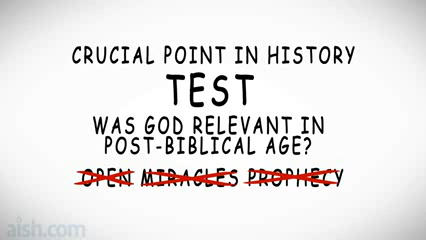 CRUCIAL POINT IN HISTORY
TEST
WAS GOD RELEVANT IN
POST-BIBLICAL AGE?
OPEN MIRACLES PROPHECY
aish.com